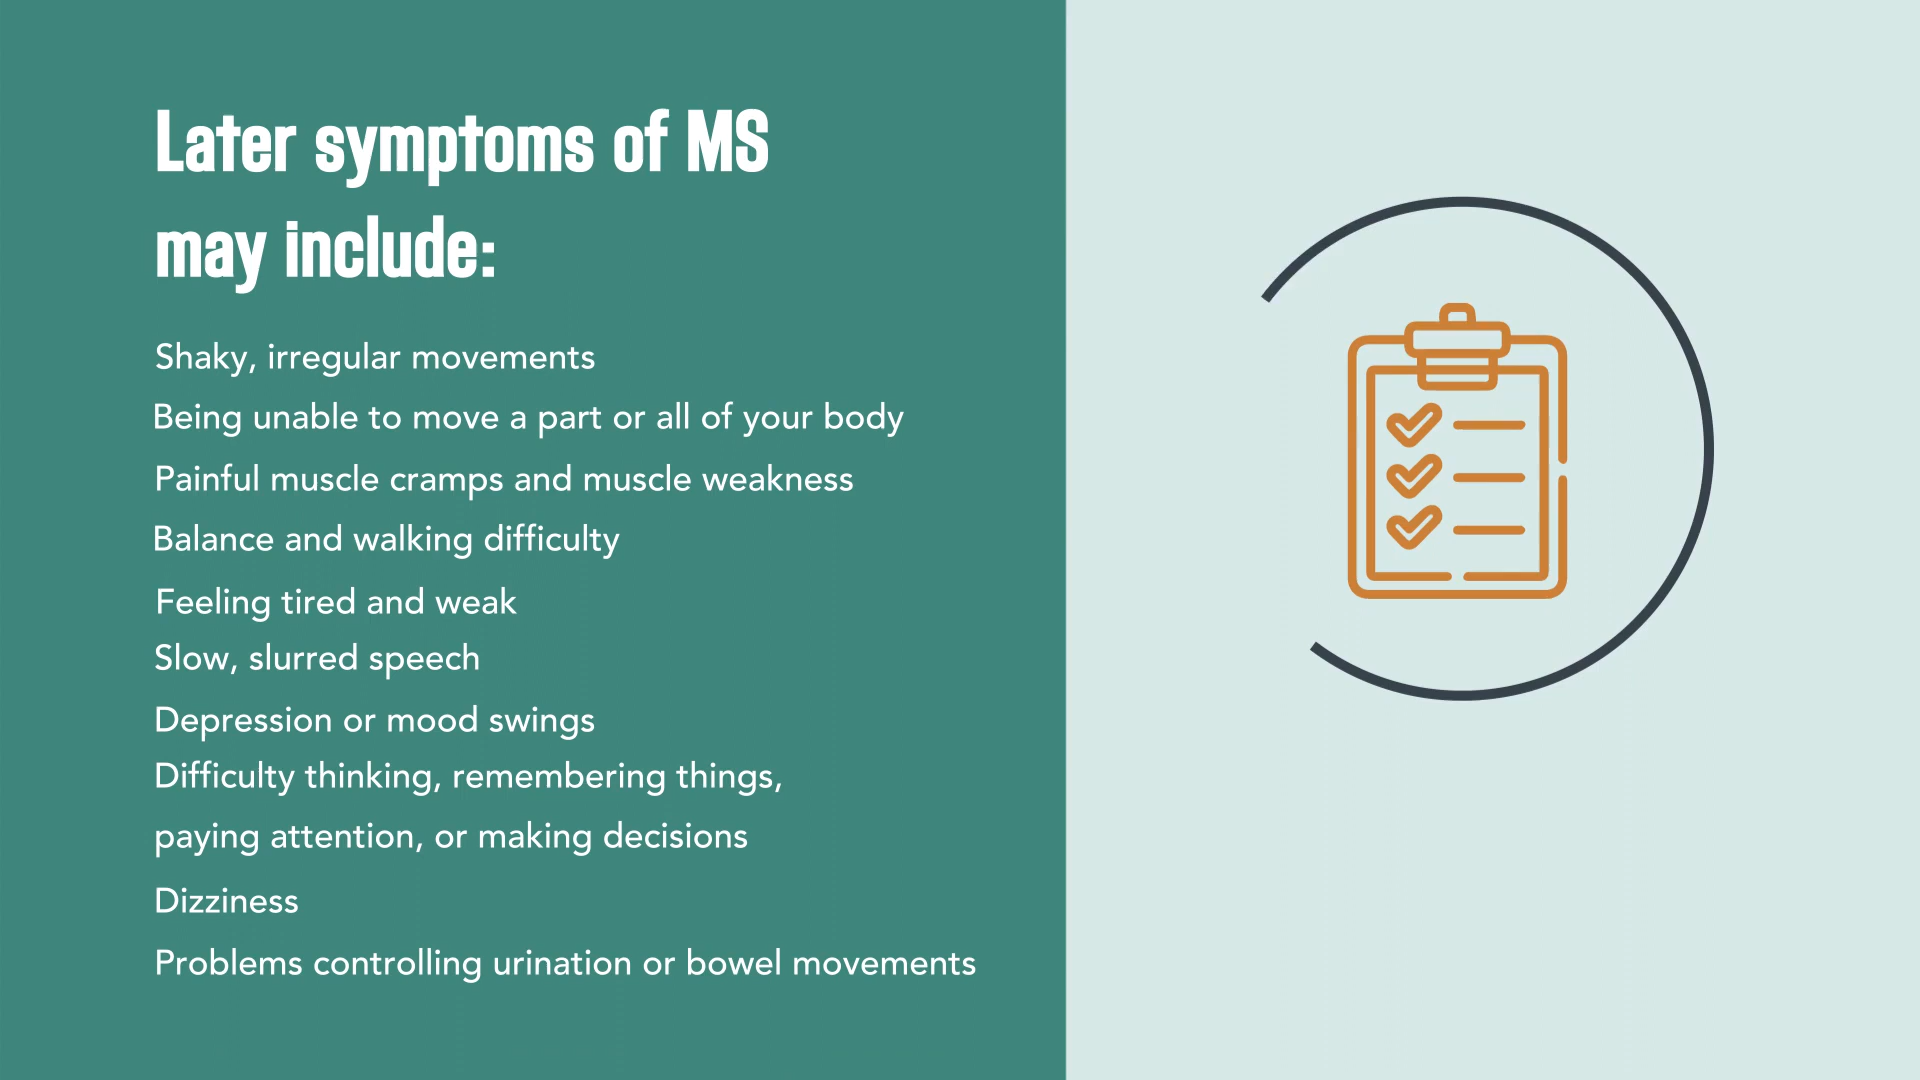 Later symptoms of MS
may include:
Shaky, irregular movements
Being unable to move a part or all of your body
Painful muscle cramps and muscle weakness
Balance and walking difficulty
Feeling tired and weak
Slow, slurred speech
Depression or mood swings
Difficulty thinking, remembering things,
paying attention, or making decisions
Dizziness
Problems controlling urination or bowel movements